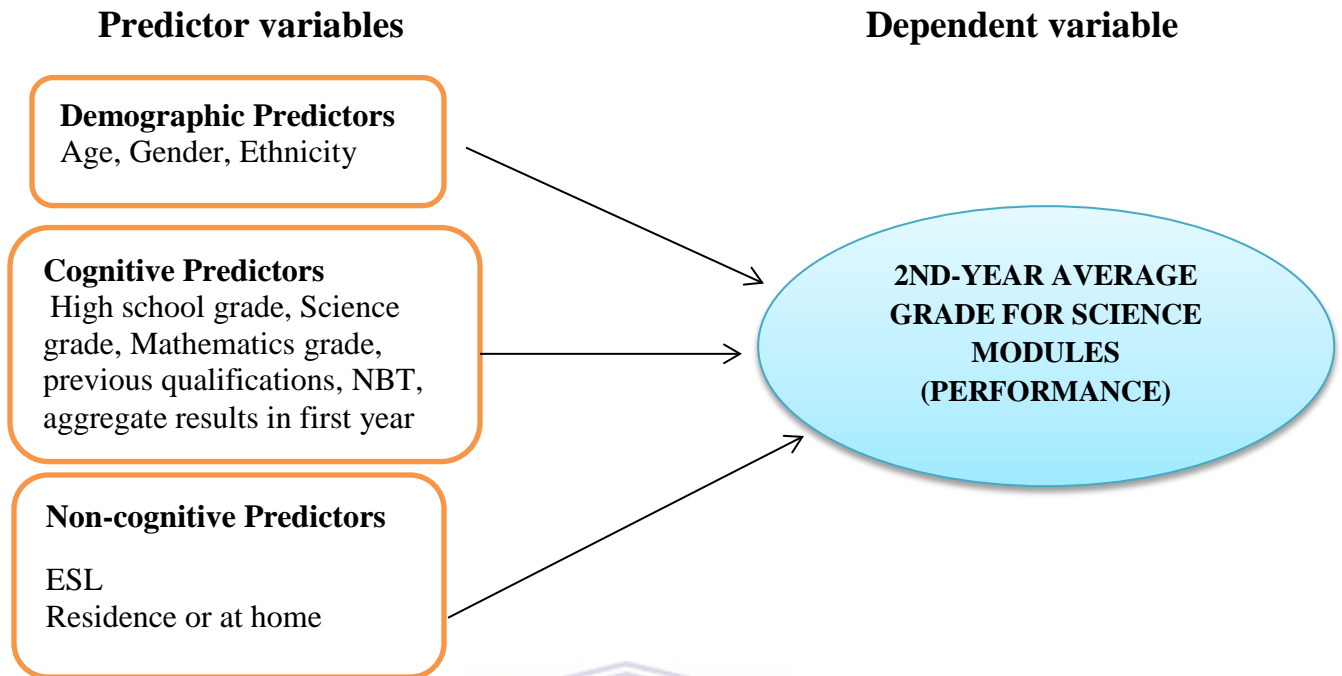 Predictor variables
Dependent variable
Demographic Predictors
Age, Gender, Ethnicity
Cognitive Predictors
High school grade, Science
grade, Mathematics grade,
previous qualifications, NBT,
aggregate results in first year
Non-cognitive Predictors
ESL
Residence or at home
2ND-YEAR AVERAGE
GRADE FOR SCIENCE
MODULES
(PERFORMANCE)